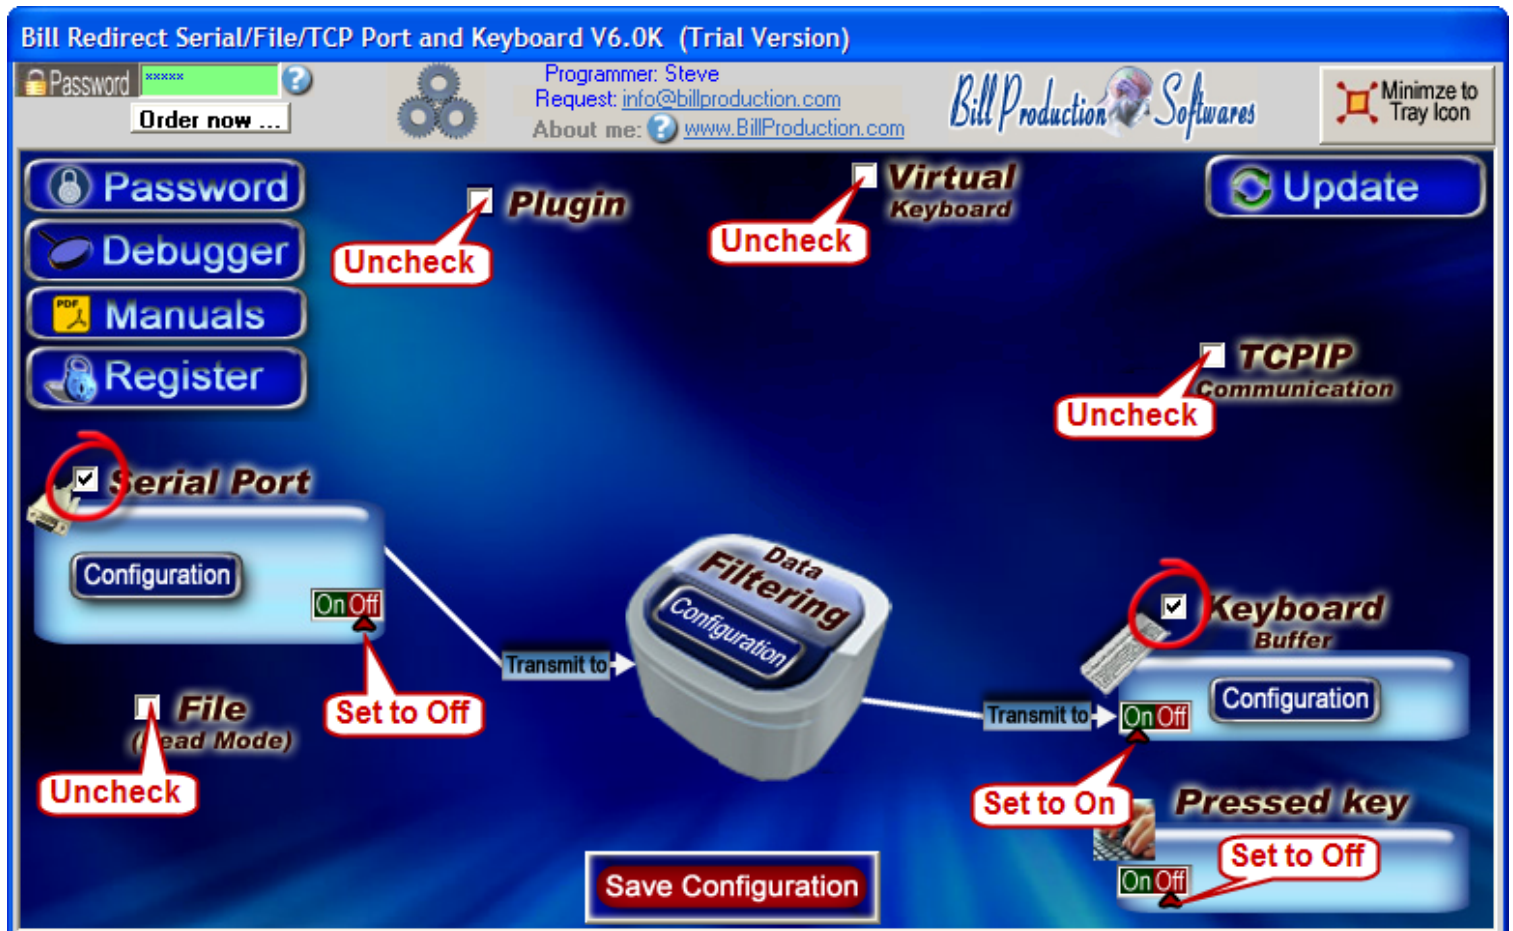 Bill Redirect Serial/File/TCP Port and Keyboard V6.0K (Trial Version)
Password
*****
Order now ...
Programmer: Steve
Request: info@billproduction.com
About me: www.BillProduction.com
Bill Production Softwares
Minimze to
Tray Icon
Password
Plugin
Uncheck
Virtual
Keyboard
Uncheck
Update
Debugger
PDF
Manuals
Register
TCPIP
Communication
Uncheck
Serial Port
Configuration
On Off
Set to Off
Transmit to
Data
Filtering
Configuration
File
(Read Mode)
Uncheck
Keyboard
Buffer
Configuration
Transmit to
On Off
Set to On
Pressed key
Set to Off
On Off
Save Configuration